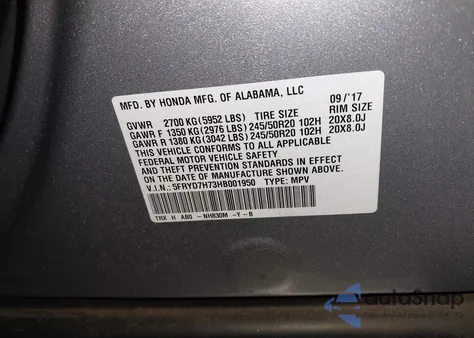 MFD. BY HONDA MFG. OF ALABAMA, LLC 09/'17
GVWR 2700 KG (5952 LBS) TIRE SIZE RIM SIZE
GAWR F 1350 KG (2976 LBS) 245/50R20 102H 20X8.0J
GAWR R 1380 KG (3042 LBS) 245/50R20 102H 20X8.0J
THIS VEHICLE CONFORMS TO ALL APPLICABLE
FEDERAL MOTOR VEHICLE SAFETY
AND THEFT PREVENTION STANDARDS IN EFFECT
ON THE DATE OF MANUFACTURE SHOWN ABOVE.
V.I.N.: 5FRYD7H73HB001950 TYPE: MPV
TRX H AB0 -NH830M -Y-B
AutoSnap